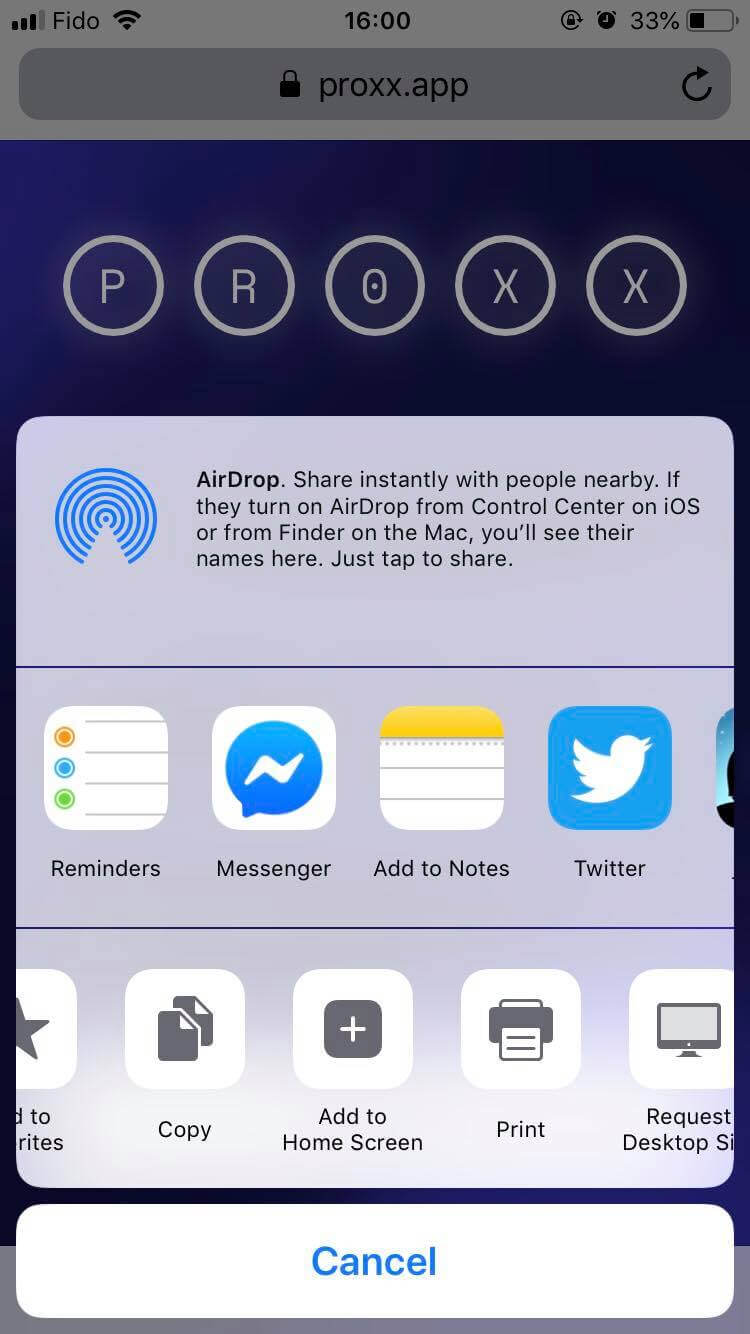 Fido 16:00 33%
proxx.app
P R 0 X X
AirDrop. Share instantly with people nearby. If
they turn on AirDrop from Control Center on iOS
or from Finder on the Mac, you’ll see their
names here. Just tap to share.
Reminders Messenger Add to Notes Twitter
d to
rites
Copy
Add to
Home Screen
Print
Request
Desktop Si
Cancel